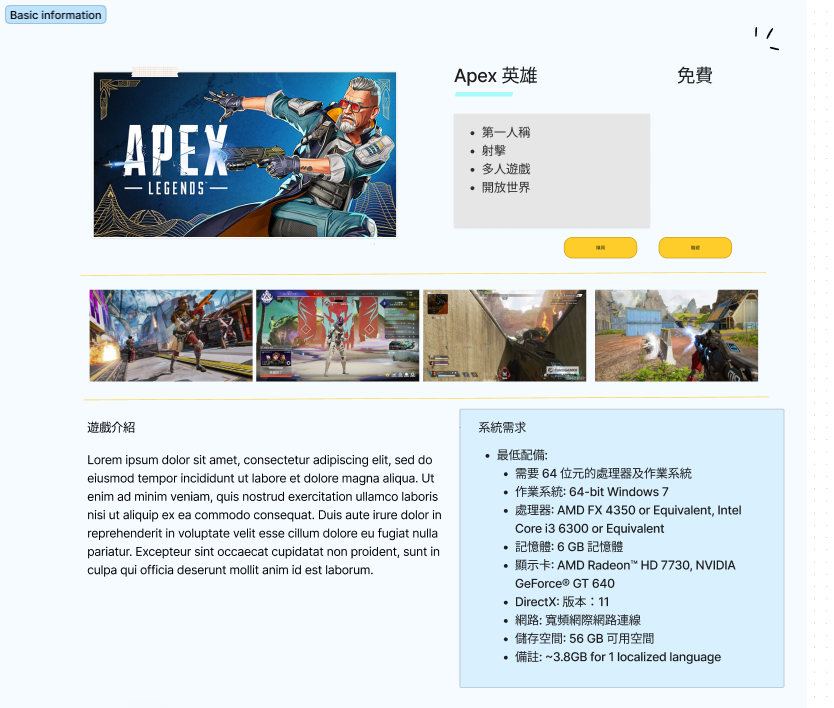 Basic information
APEX
LEGENDS
Apex 英雄
免費
第一人稱
射擊
多人遊戲
開放世界
購買
遊戲介紹
Lorem ipsum dolor sit amet, consectetur adipiscing elit, sed do
eiusmod tempor incididunt ut labore et dolore magna aliqua. Ut
enim ad minim veniam, quis nostrud exercitation ullamco laboris
nisi ut aliquip ex ea commodo consequat. Duis aute irure dolor in
reprehenderit in voluptate velit esse cillum dolore eu fugiat nulla
pariatur. Excepteur sint occaecat cupidatat non proident, sunt in
culpa qui officia deserunt mollit anim id est laborum.
系統需求
最低配備:
需要 64 位元的處理器及作業系統
作業系統: 64-bit Windows 7
處理器: AMD FX 4350 or Equivalent, Intel
Core i3 6300 or Equivalent
記憶體: 6 GB 記憶體
顯示卡: AMD Radeon™ HD 7730, NVIDIA
GeForce® GT 640
DirectX: 版本：11
網路: 寬頻網際網路連線
儲存空間: 56 GB 可用空間
備註: ~3.8GB for 1 localized language